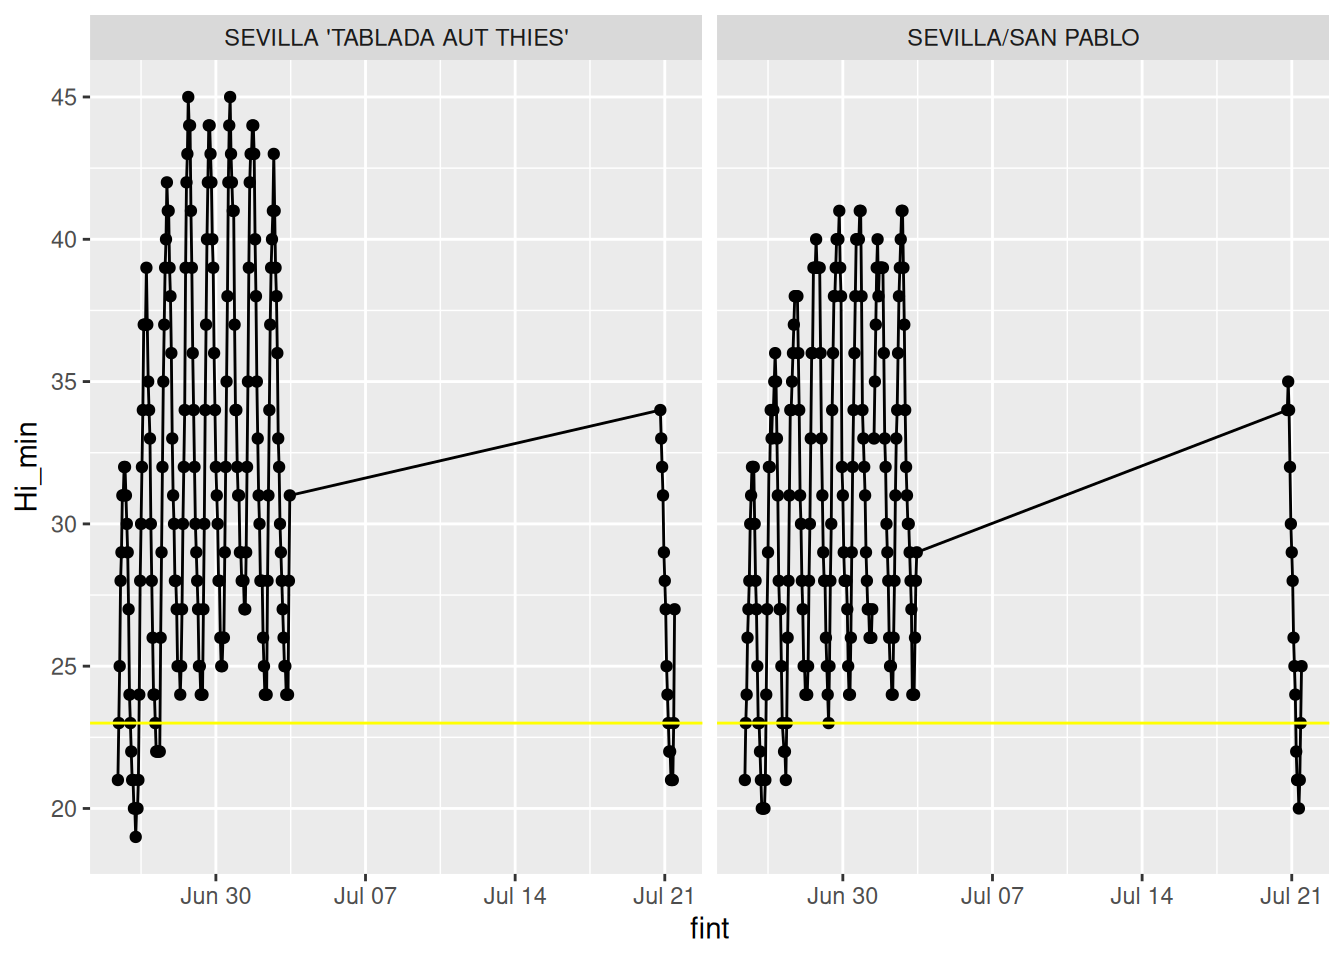 SEVILLA 'TABLADA AUT THIES'
SEVILLA/SAN PABLO
Hi_min
45
40
35
30
25
20
Jun 30
Jul 07
Jul 14
Jul 21
Jun 30
Jul 07
Jul 14
Jul 21
fint